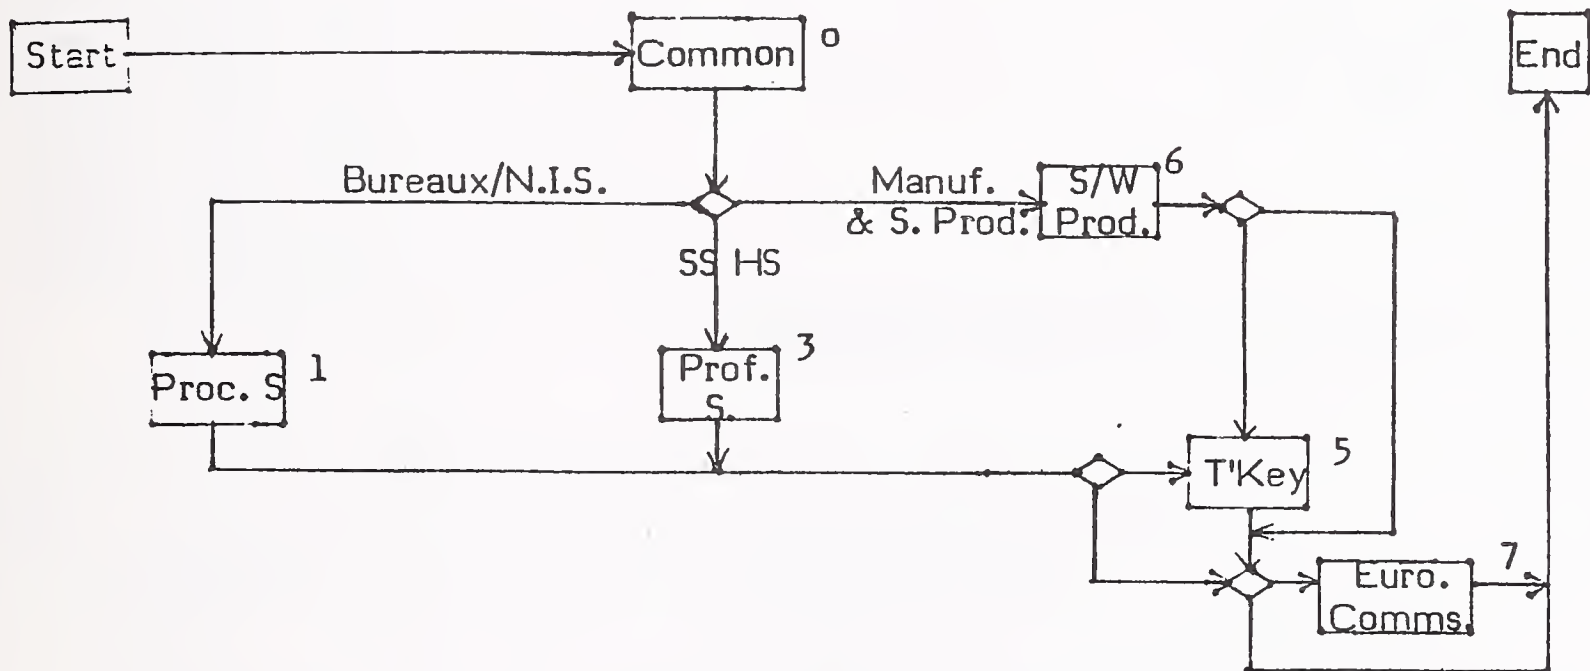 Start
Common
0
End
Bureaux/N.I.S.
Manuf.
& S. Prod.
S/W
Prod.
6
SS HS
Proc. S
1
Prof.
S.
3
T'Key
5
Euro.
Comms.
7